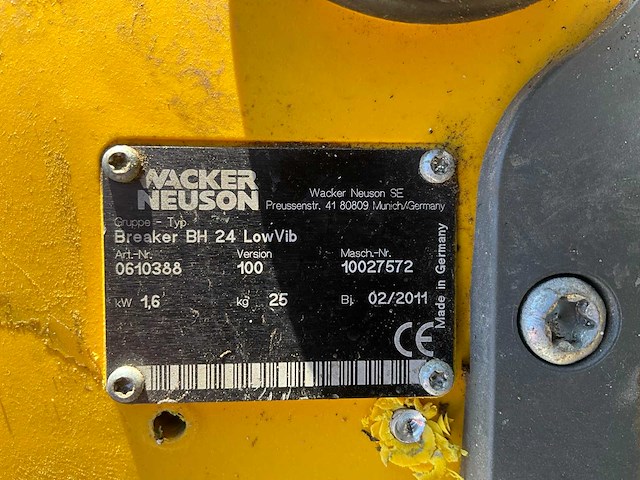 WACKER
NEUSON
Wacker Neuson SE
Preussenstr. 41 80809 Munich/Germany
Gruppe - Typ
Breaker BH 24 LowVib
Art.-Nr. Version Masch.-Nr.
0610388 100 10027572
kW 1,6 kg 25 Bj. 02/2011
Made in Germany
CE